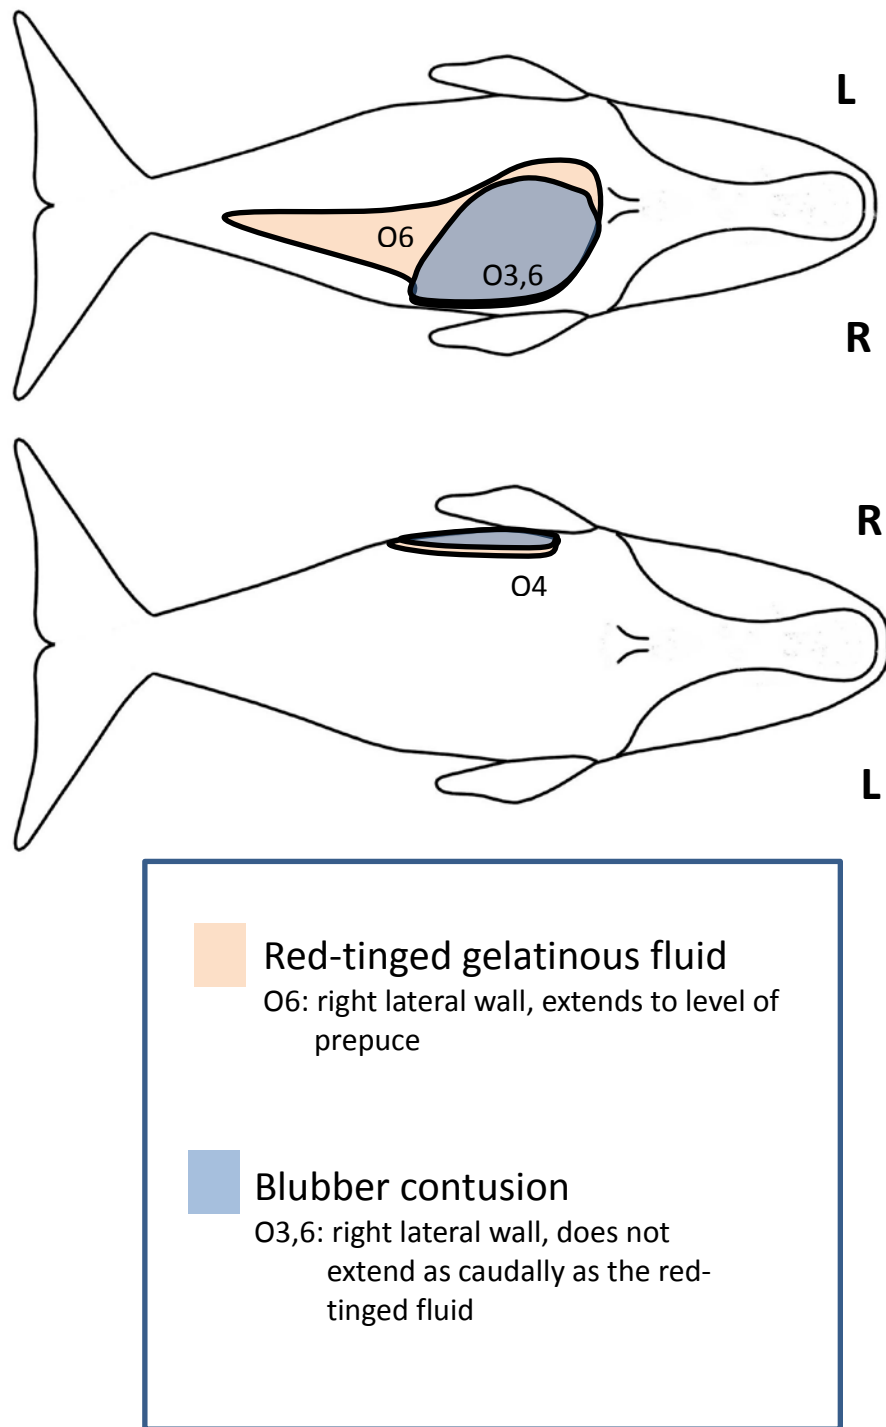 L
O6
O3,6
R
R
O4
L
Red-tinged gelatinous fluid
O6: right lateral wall, extends to level of
prepuce
Blubber contusion
O3,6: right lateral wall, does not
extend as caudally as the red-
tinged fluid